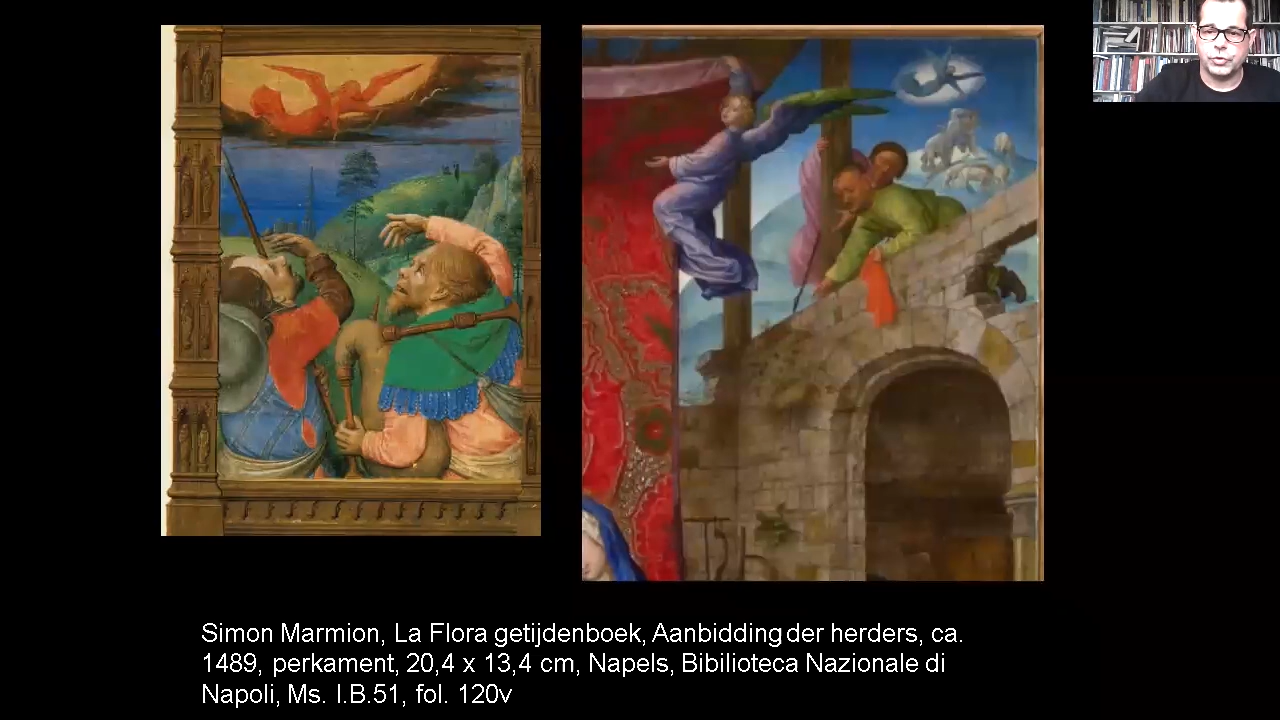 Simon Marmion, La Flora getijdenboek, Aanbidding der herders, ca.
1489, perkament, 20,4 x 13,4 cm, Napels, Bibilioteca Nazionale di
Napoli, Ms. I.B.51, fol. 120v